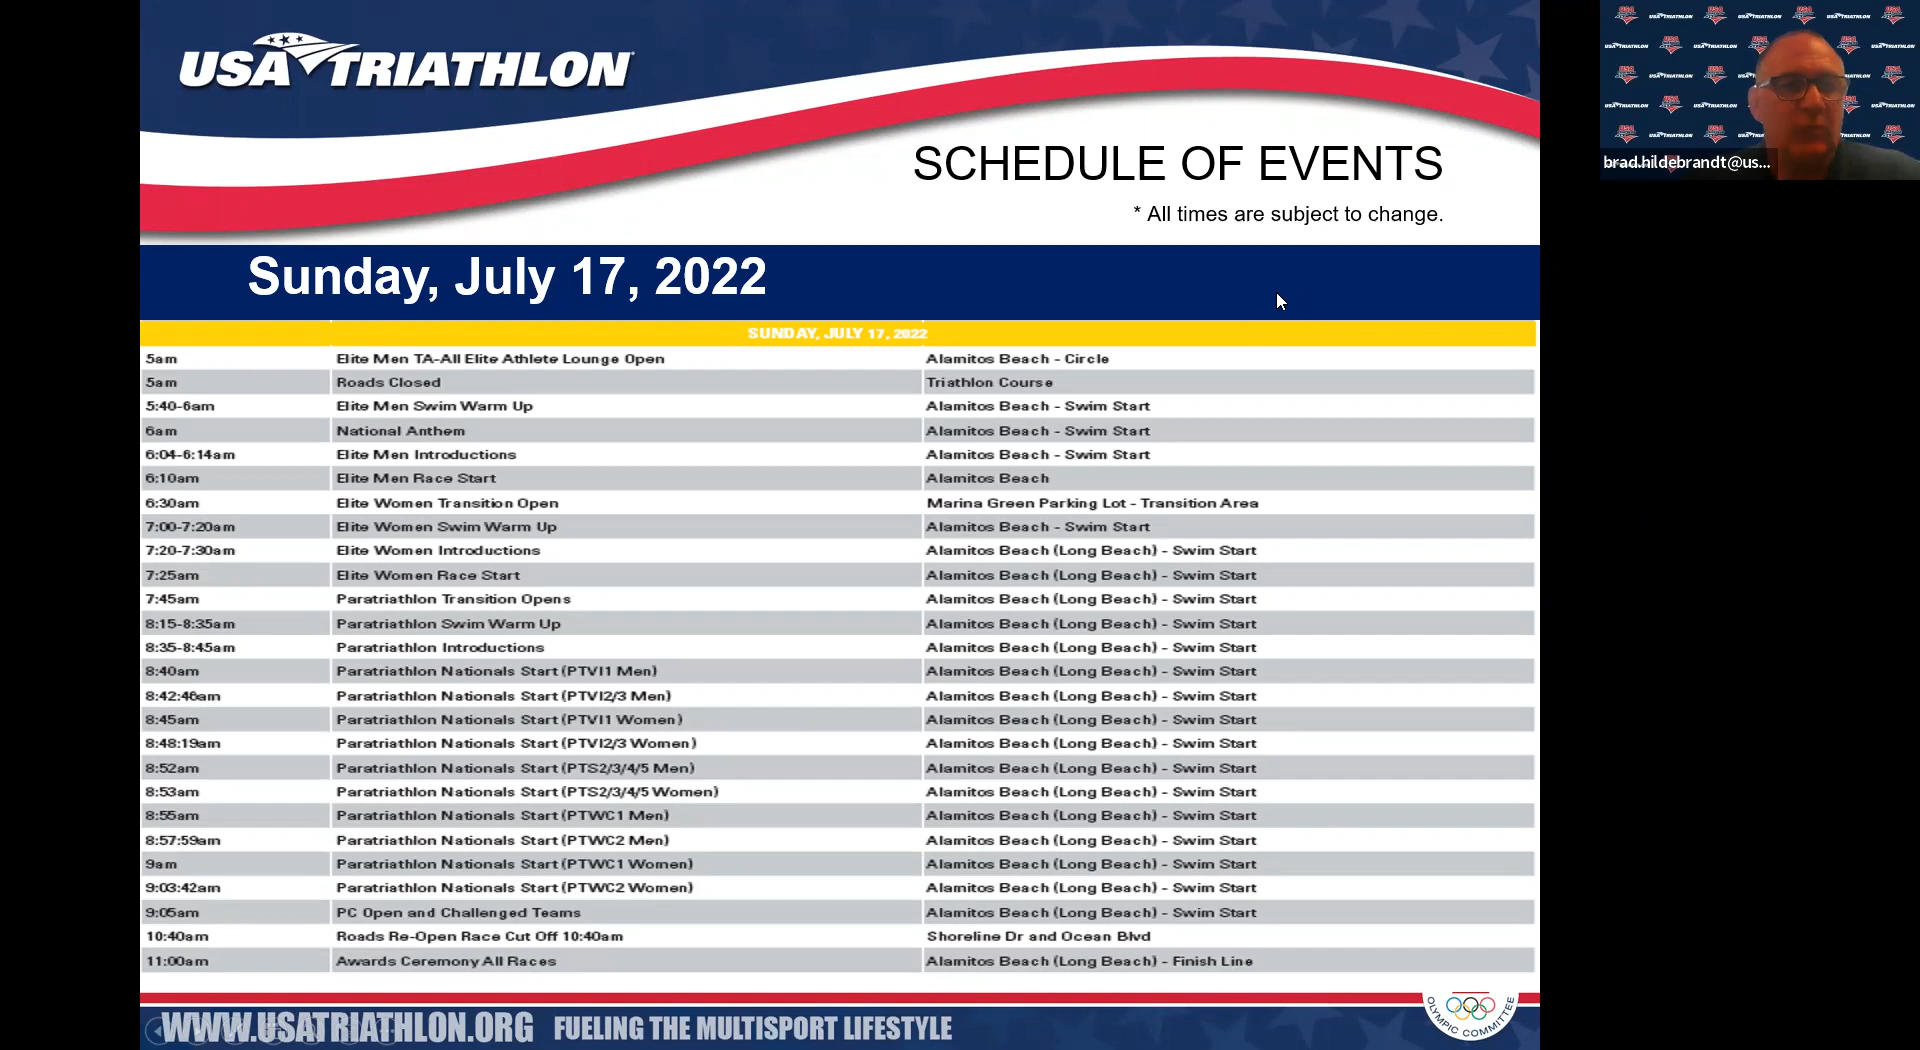 USA TRIATHLON
SCHEDULE OF EVENTS
* All times are subject to change.
Sunday, July 17, 2022
SUNDAY, JULY 17, 2022
5am Elite Men TA-All Elite Athlete Lounge Open Alamitos Beach - Circle
5am Roads Closed Triathlon Course
5:40-6am Elite Men Swim Warm Up Alamitos Beach - Swim Start
6am National Anthem Alamitos Beach - Swim Start
6:04-6:14am Elite Men Introductions Alamitos Beach - Swim Start
6:10am Elite Men Race Start Alamitos Beach
6:30am Elite Women Transition Open Marina Green Parking Lot - Transition Area
7:00-7:20am Elite Women Swim Warm Up Alamitos Beach - Swim Start
7:20-7:30am Elite Women Introductions Alamitos Beach (Long Beach) - Swim Start
7:25am Elite Women Race Start Alamitos Beach (Long Beach) - Swim Start
7:45am Paratriathlon Transition Opens Alamitos Beach (Long Beach) - Swim Start
8:15-8:35am Paratriathlon Swim Warm Up Alamitos Beach (Long Beach) - Swim Start
8:35-8:45am Paratriathlon Introductions Alamitos Beach (Long Beach) - Swim Start
8:40am Paratriathlon Nationals Start (PTVI1 Men) Alamitos Beach (Long Beach) - Swim Start
8:42:46am Paratriathlon Nationals Start (PTVI2/3 Men) Alamitos Beach (Long Beach) - Swim Start
8:45am Paratriathlon Nationals Start (PTVI1 Women) Alamitos Beach (Long Beach) - Swim Start
8:48:19am Paratriathlon Nationals Start (PTVI2/3 Women) Alamitos Beach (Long Beach) - Swim Start
8:52am Paratriathlon Nationals Start (PTS2/3/4/5 Men) Alamitos Beach (Long Beach) - Swim Start
8:53am Paratriathlon Nationals Start (PTS2/3/4/5 Women) Alamitos Beach (Long Beach) - Swim Start
8:55am Paratriathlon Nationals Start (PTWC1 Men) Alamitos Beach (Long Beach) - Swim Start
8:57:59am Paratriathlon Nationals Start (PTWC2 Men) Alamitos Beach (Long Beach) - Swim Start
9am Paratriathlon Nationals Start (PTWC1 Women) Alamitos Beach (Long Beach) - Swim Start
9:03:42am Paratriathlon Nationals Start (PTWC2 Women) Alamitos Beach (Long Beach) - Swim Start
9:05am PC Open and Challenged Teams Alamitos Beach (Long Beach) - Swim Start
10:40am Roads Re-Open Race Cut Off 10:40am Shoreline Dr and Ocean Blvd
11:00am Awards Ceremony All Races Alamitos Beach (Long Beach) - Finish Line
WWW.USATRIATHLON.ORG FUELING THE MULTISPORT LIFESTYLE
OLYMPIC COMMITTEE
brad.hildebrandt@us...